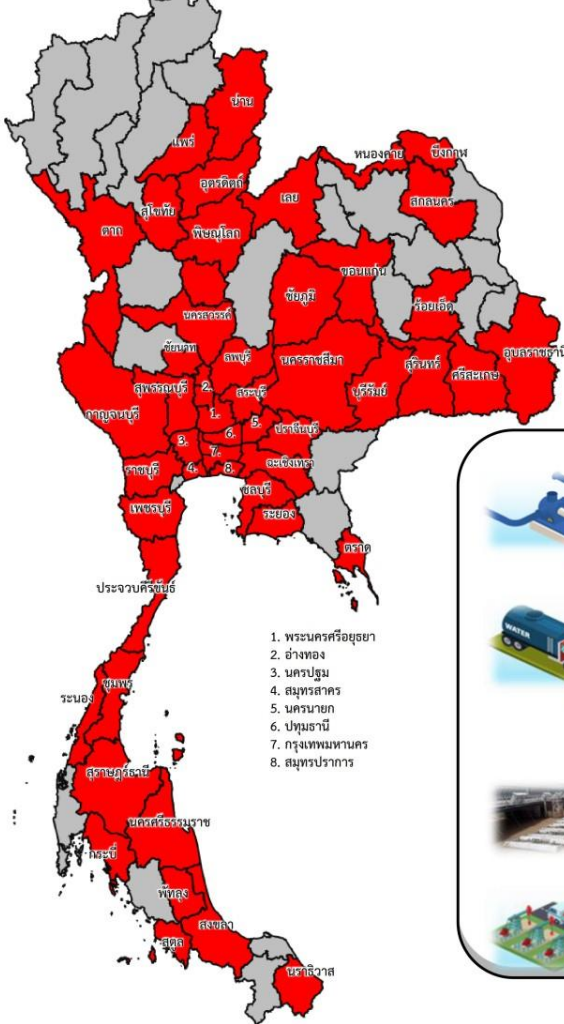 น่าน
แพร่
หนองคาย
บึงกาฬ
อุตรดิตถ์
เลย
สกลนคร
สุโขทัย
ตาก
พิษณุโลก
ขอนแก่น
ชัยภูมิ
ร้อยเอ็ด
นครสวรรค์
ชัยนาท
ลพบุรี
นครราชสีมา
อุบลราชธานี
สุรินทร์
ศรีสะเกษ
บุรีรัมย์
สุพรรณบุรี
2.
สระบุรี
กาญจนบุรี
1.
5.
ปราจีนบุรี
6.
3.
7.
ราชบุรี
4.
8.
ฉะเชิงเทรา
ชลบุรี
เพชรบุรี
ระยอง
ตราด
ประจวบคีรีขันธ์
WATER
1. พระนครศรีอยุธยา
2. อ่างทอง
3. นครปฐม
4. สมุทรสาคร
5. นครนายก
6. ปทุมธานี
7. กรุงเทพมหานคร
8. สมุทรปราการ
ชุมพร
ระนอง
สุราษฎร์ธานี
นครศรีธรรมราช
กระบี่
พัทลุง
สงขลา
สตูล
นราธิวาส